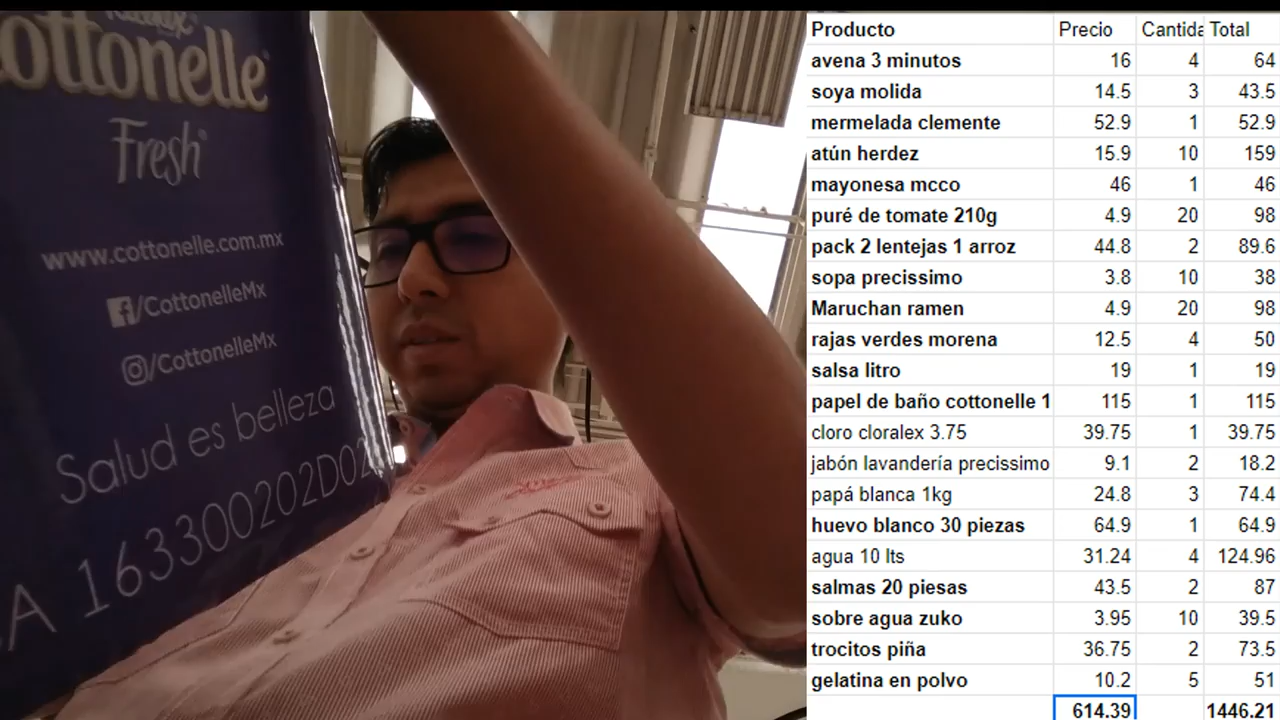 ottonelle
Fresh
www.cottonelle.com.mx
/CottonelleMx
/CottonelleMx
Salud es belleza
A 163300202D02
Producto Precio Cantida Total
avena 3 minutos 16 4 64
soya molida 14.5 3 43.5
mermelada clemente 52.9 1 52.9
atún herdez 15.9 10 159
mayonesa mcco 46 1 46
puré de tomate 210g 4.9 20 98
pack 2 lentejas 1 arroz 44.8 2 89.6
sopa precissimo 3.8 10 38
Maruchan ramen 4.9 20 98
rajas verdes morena 12.5 4 50
salsa litro 19 1 19
papel de baño cottonelle 1 115 1 115
cloro cloralex 3.75 39.75 1 39.75
jabón lavandería precissimo 9.1 2 18.2
papá blanca 1kg 24.8 3 74.4
huevo blanco 30 piezas 64.9 1 64.9
agua 10 lts 31.24 4 124.96
salmas 20 piesas 43.5 2 87
sobre agua zuko 3.95 10 39.5
trocitos piña 36.75 2 73.5
gelatina en polvo 10.2 5 51
614.39 1446.21